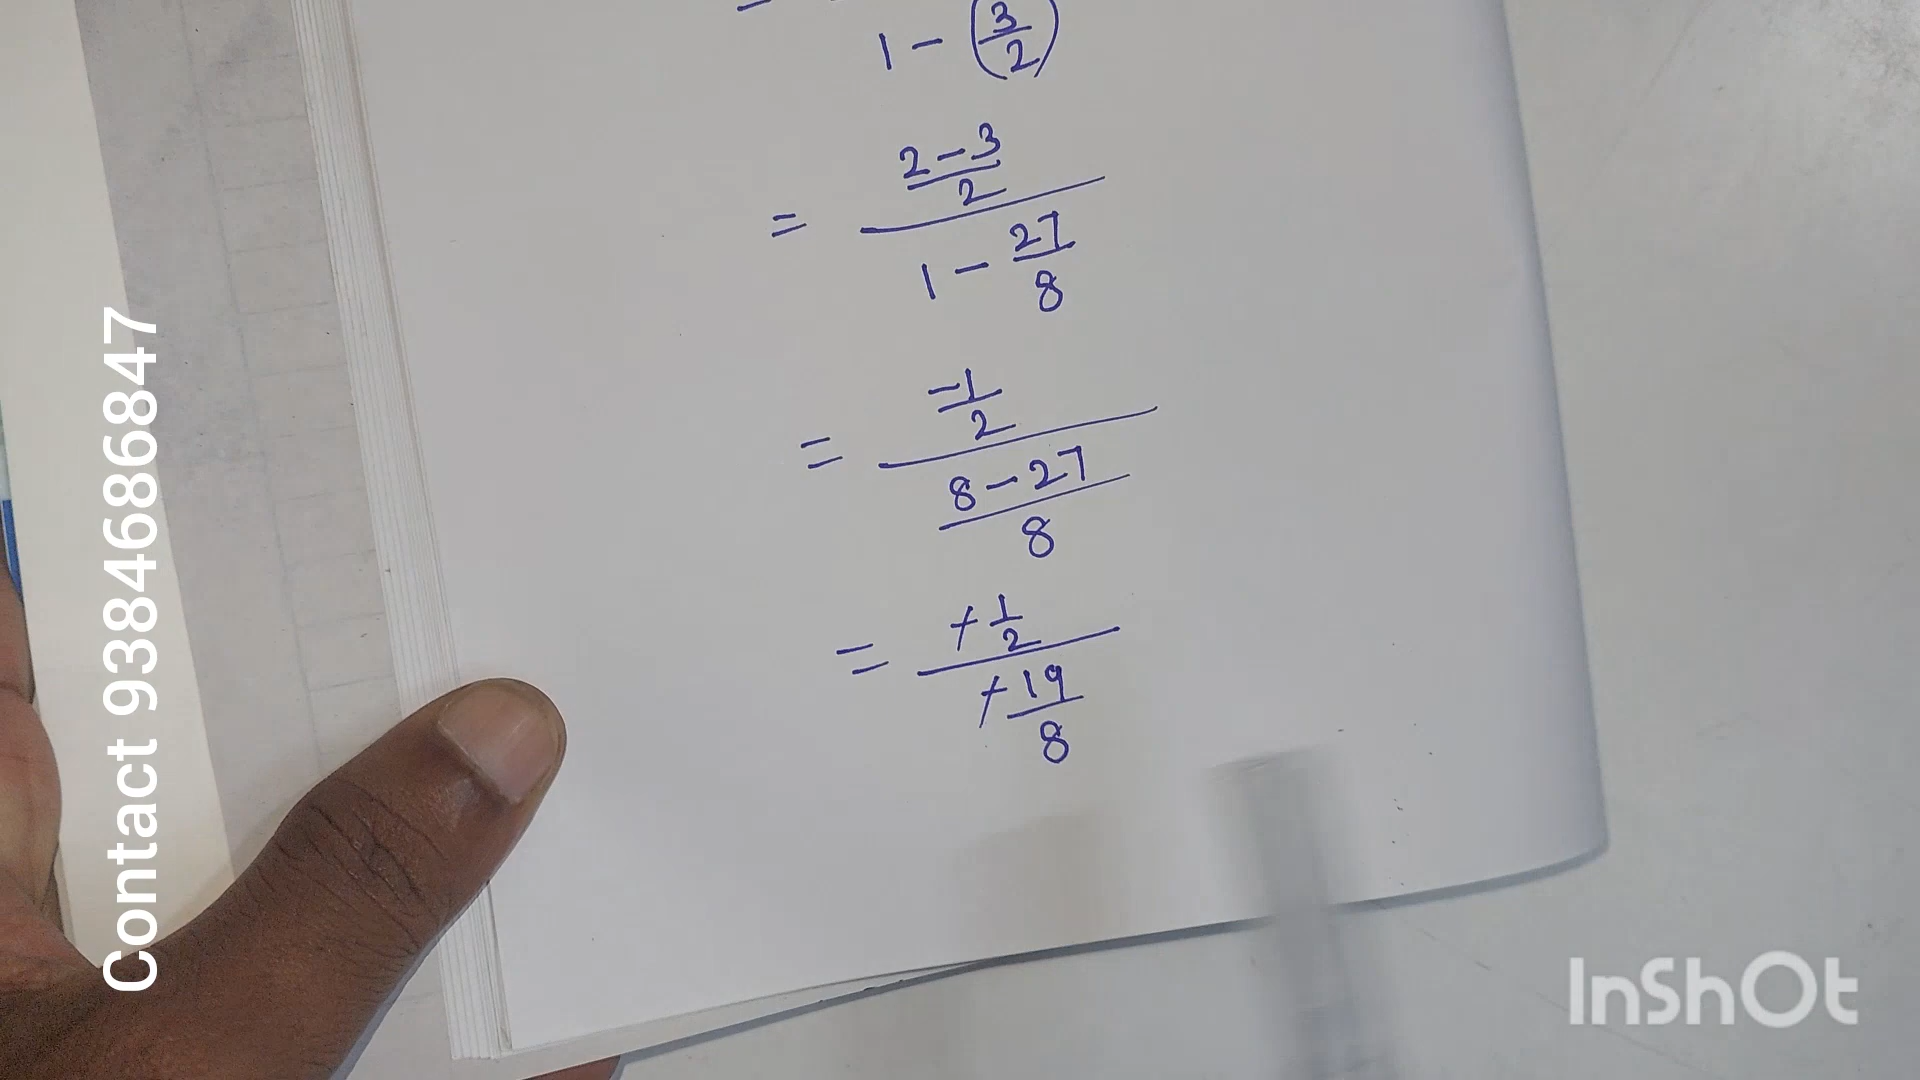 1 - (3/2)
= (2-3)/2 / 1 - 27/8
= -1/2 / (8-27)/8
= +1/2 / +19/8
Contact 9384686847
InShOt